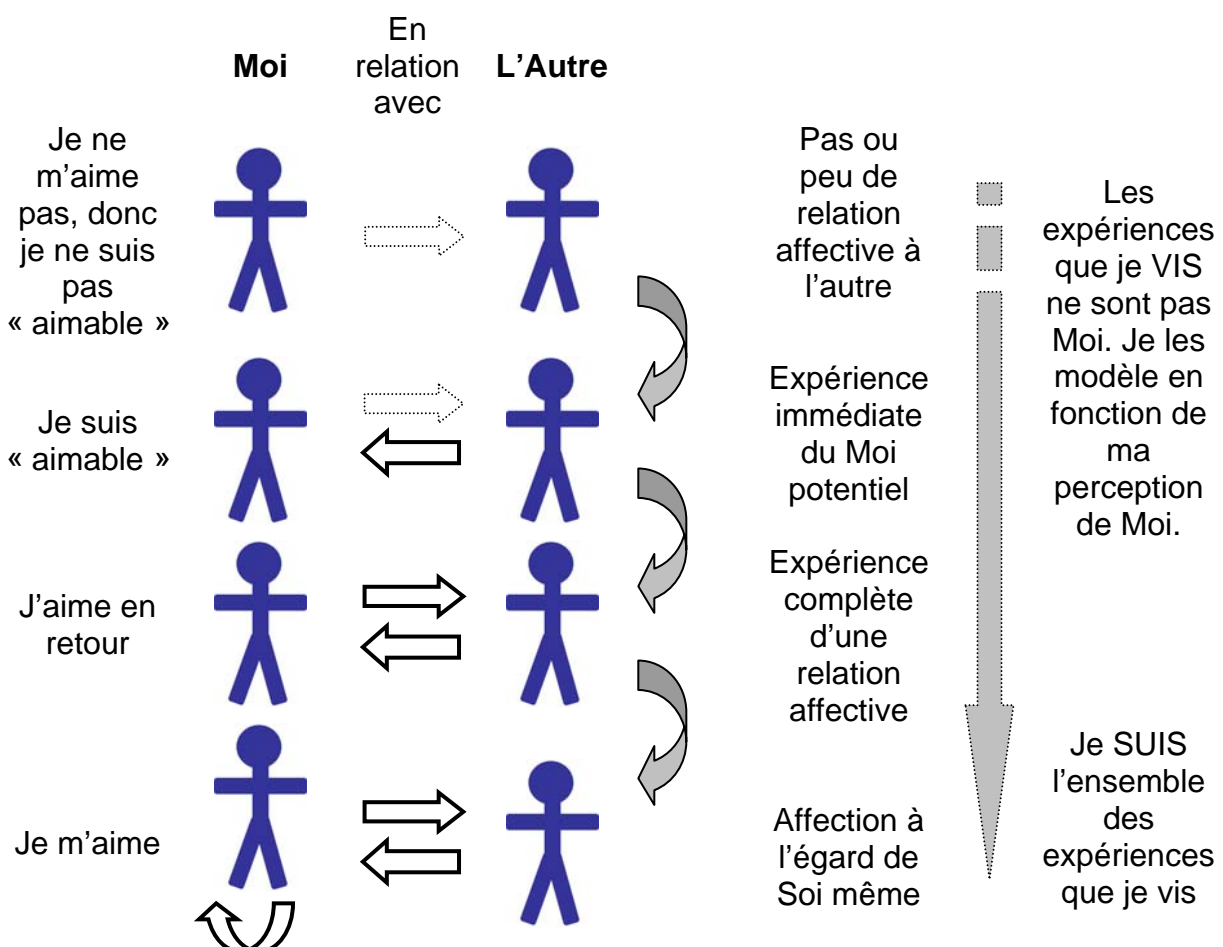 Moi
En
relation
avec
L'Autre
Je ne
m'aime
pas, donc
je ne suis
pas
« aimable »
Pas ou
peu de
relation
affective à
l'autre
Les
expériences
que je VIS
ne sont pas
Moi. Je les
modèle en
fonction de
ma
perception
de Moi.
Je suis
« aimable »
Expérience
immédiate
du Moi
potentiel
J'aime en
retour
Expérience
complète
d'une
relation
affective
Je m'aime
Affection à
l'égard de
Soi même
Je SUIS
l'ensemble
des
expériences
que je vis